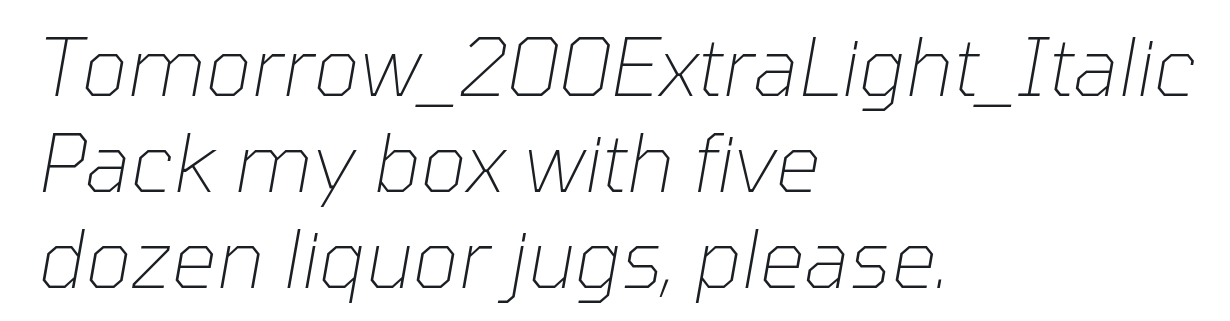 Tomorrow_200ExtraLight_Italic
Pack my box with five
dozen liquor jugs, please.